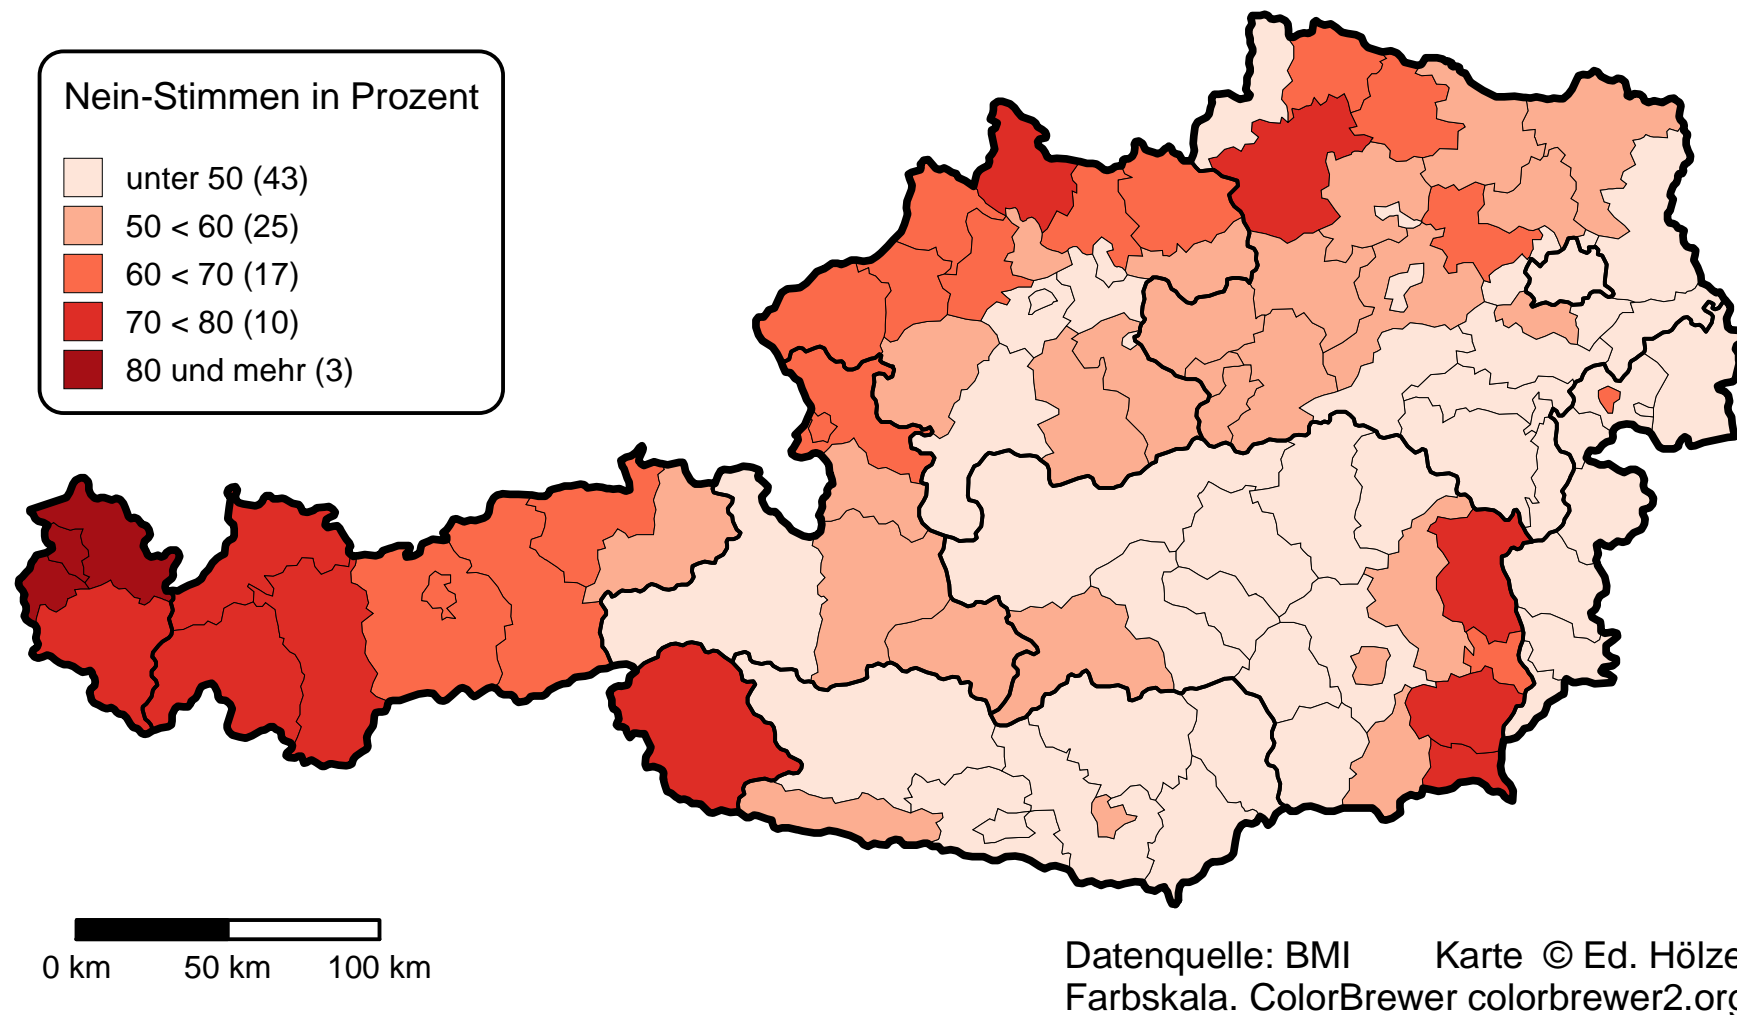 Nein-Stimmen in Prozent
unter 50 (43)
50 < 60 (25)
60 < 70 (17)
70 < 80 (10)
80 und mehr (3)
0 km 50 km 100 km
Datenquelle: BMI Karte © Ed. Hölze
Farbskala. ColorBrewer colorbrewer2.org